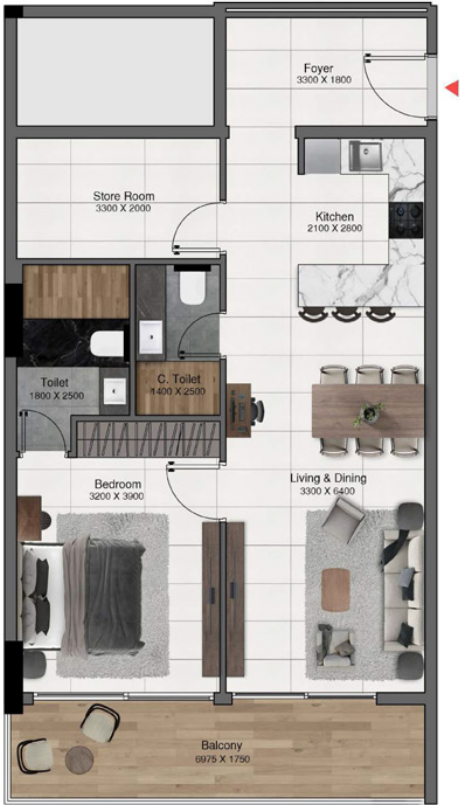 Foyer
3300 X 1800
Store Room
3300 X 2000
Kitchen
2100 X 2800
Toilet
1800 X 2500
C. Toilet
1400 X 2500
Bedroom
3200 X 3900
Living & Dining
3300 X 6400
Balcony
6975 X 1750